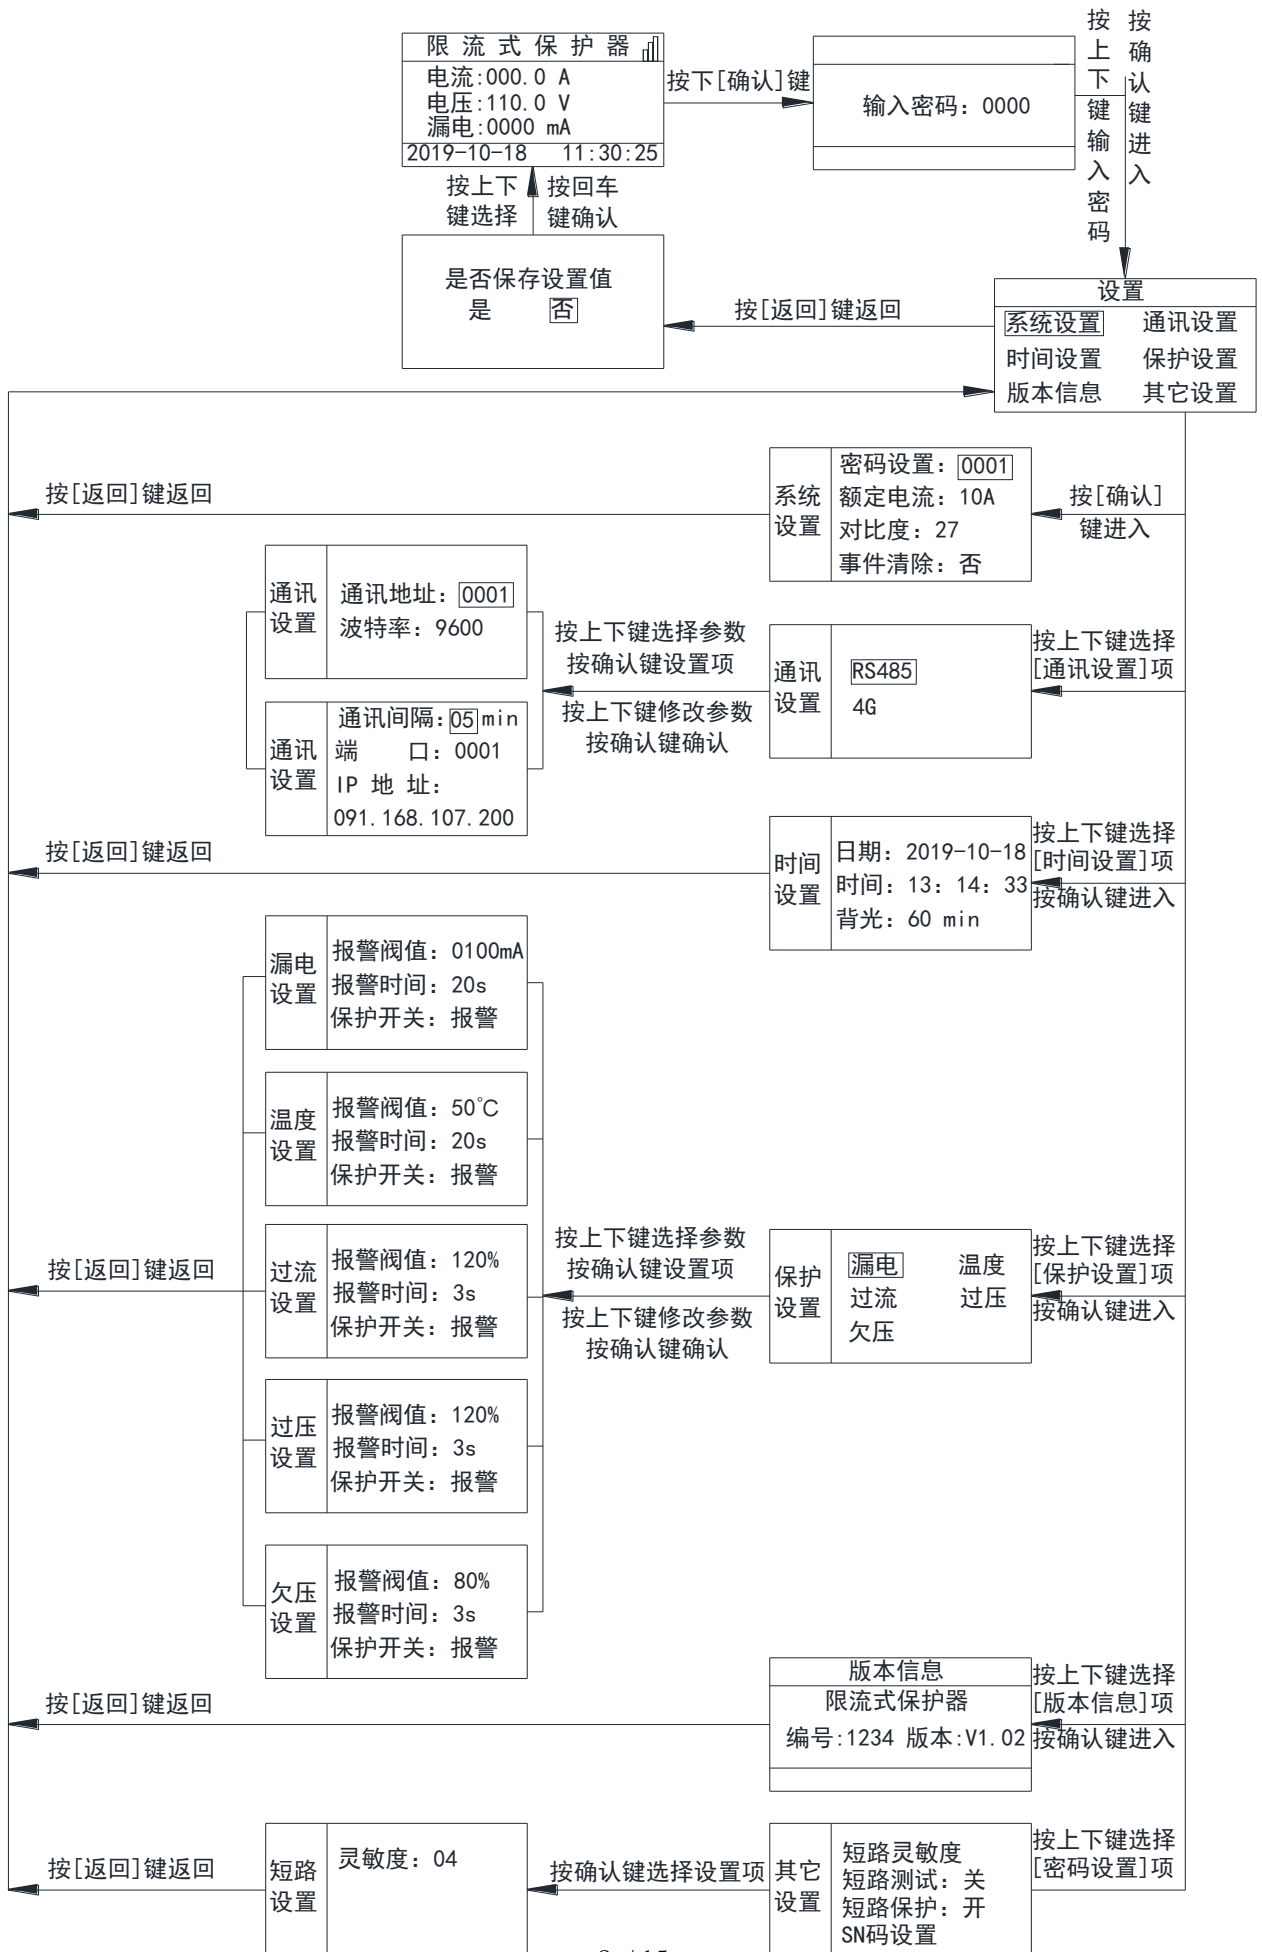 限流式保护器
电流:000.0 A
电压:110.0 V
漏电:0000 mA
2019-10-18 11:30:25
按下[确认]键
输入密码: 0000
按上下键输入密码
按确认键进入
按上下
键选择
按回车
键确认
是否保存设置值
是 否
按[返回]键返回
设置
系统设置 通讯设置
时间设置 保护设置
版本信息 其它设置
按[返回]键返回
系统
设置
密码设置: 0001
额定电流: 10A
对比度: 27
事件清除: 否
按[确认]
键进入
通讯
设置
通讯地址: 0001
波特率: 9600
通讯
设置
通讯间隔:05min
端 口: 0001
IP 地 址:
091.168.107.200
按上下键选择参数
按确认键设置项
按上下键修改参数
按确认键确认
通讯
设置
RS485
4G
按上下键选择
[通讯设置]项
按[返回]键返回
时间
设置
日期: 2019-10-18
时间: 13: 14: 33
背光: 60 min
按上下键选择
[时间设置]项
按确认键进入
漏电
设置
报警阀值: 0100mA
报警时间: 20s
保护开关: 报警
温度
设置
报警阀值: 50℃
报警时间: 20s
保护开关: 报警
按[返回]键返回
过流
设置
报警阀值: 120%
报警时间: 3s
保护开关: 报警
过压
设置
报警阀值: 120%
报警时间: 3s
保护开关: 报警
欠压
设置
报警阀值: 80%
报警时间: 3s
保护开关: 报警
按上下键选择参数
按确认键设置项
按上下键修改参数
按确认键确认
保护
设置
漏电 温度
过流 过压
欠压
按上下键选择
[保护设置]项
按确认键进入
按[返回]键返回
版本信息
限流式保护器
编号:1234 版本:V1.02
按上下键选择
[版本信息]项
按确认键进入
按[返回]键返回
短路
设置
灵敏度: 04
按确认键选择设置项
其它
设置
短路灵敏度
短路测试: 关
短路保护: 开
SN码设置
按上下键选择
[密码设置]项